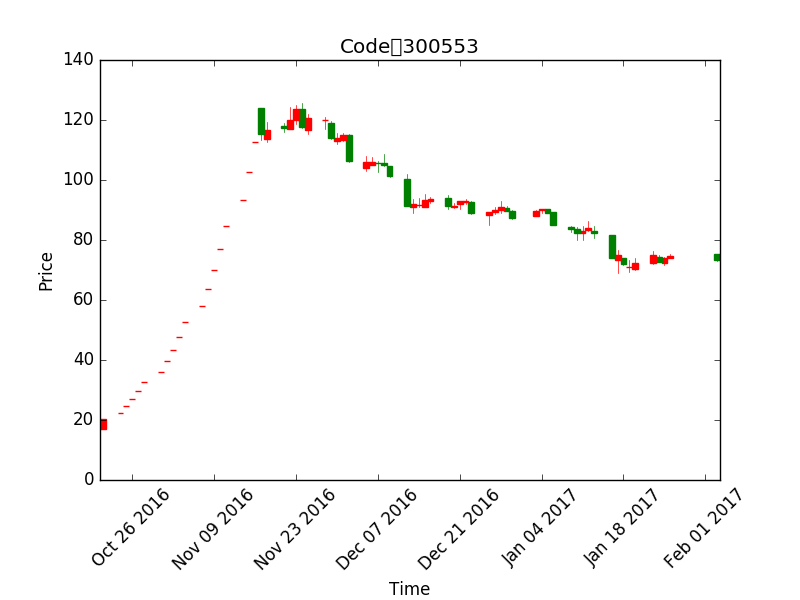 Code▯300553
140
120
100
80
60
40
20
0
Price
Oct 26 2016
Nov 09 2016
Nov 23 2016
Dec 07 2016
Dec 21 2016
Jan 04 2017
Jan 18 2017
Feb 01 2017
Time